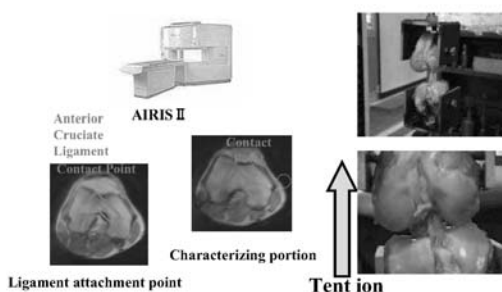 AIRIS Ⅱ
Anterior
Cruciate
Ligament
Contact Point
Contact
Characterizing portion
Ligament attachment point
Tent ion